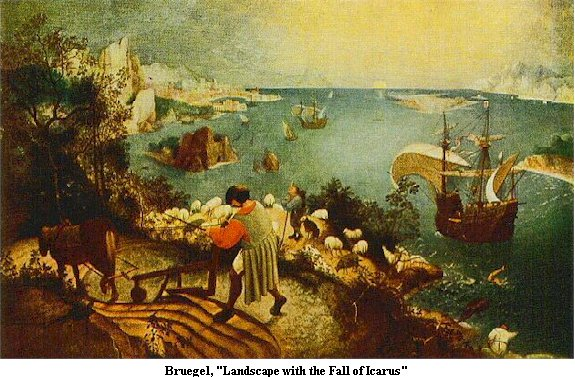 Bruegel, "Landscape with the Fall of Icarus"